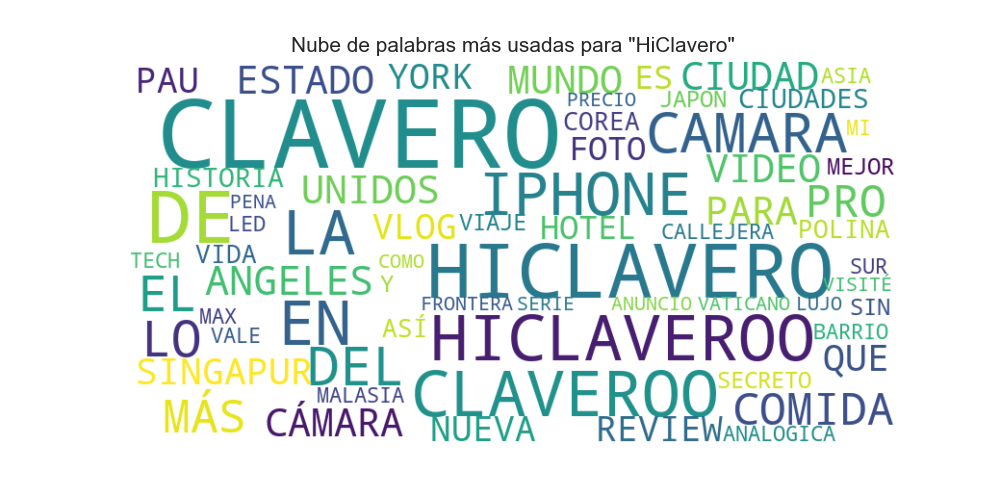 Nube de palabras más usadas para "HiClavero"
PAU ESTADO YORK MUNDO ES CIUDAD ASIA
CLAVERO PRECIO JAPÓN CIUDADES
COREA CAMARA MI
FOTO
HISTORIA UNIDOS IPHONE VIDEO MEJOR
DE PENA PARA PRO
LED LA VLOG VIAJE HOTEL CALLEJERA POLINA
TECH VIDA COMO HICLAVERO SUR
EL ANGELES Y VISITÉ
FRONTERA SERIE ANUNCIO VATICANO LUJO SIN
LO MAX EN ASÍ HICLAVEROO BARRIO
VALE QUE
SINGAPUR DEL CLAVEROO SECRETO
MALASIA
MÁS CÁMARA NUEVA REVIEW COMIDA
ANALOGICA